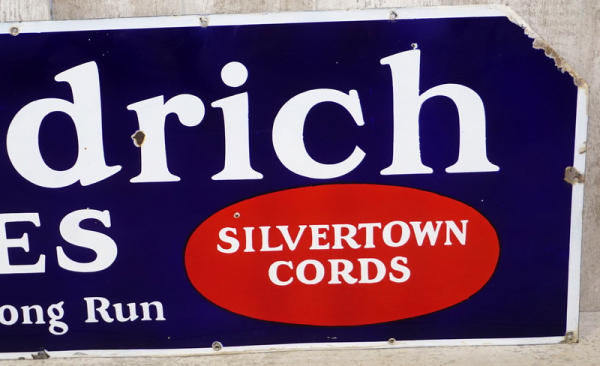 drich
ES
SILVERTOWN
CORDS
ong Run